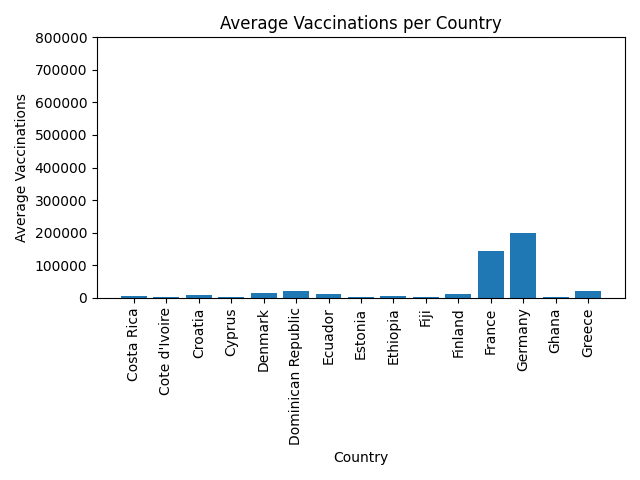 Average Vaccinations per Country
Average Vaccinations
800000
700000
600000
500000
400000
300000
200000
100000
0
Costa Rica
Cote d'Ivoire
Croatia
Cyprus
Denmark
Dominican Republic
Ecuador
Estonia
Ethiopia
Fiji
Finland
France
Germany
Ghana
Greece
Country